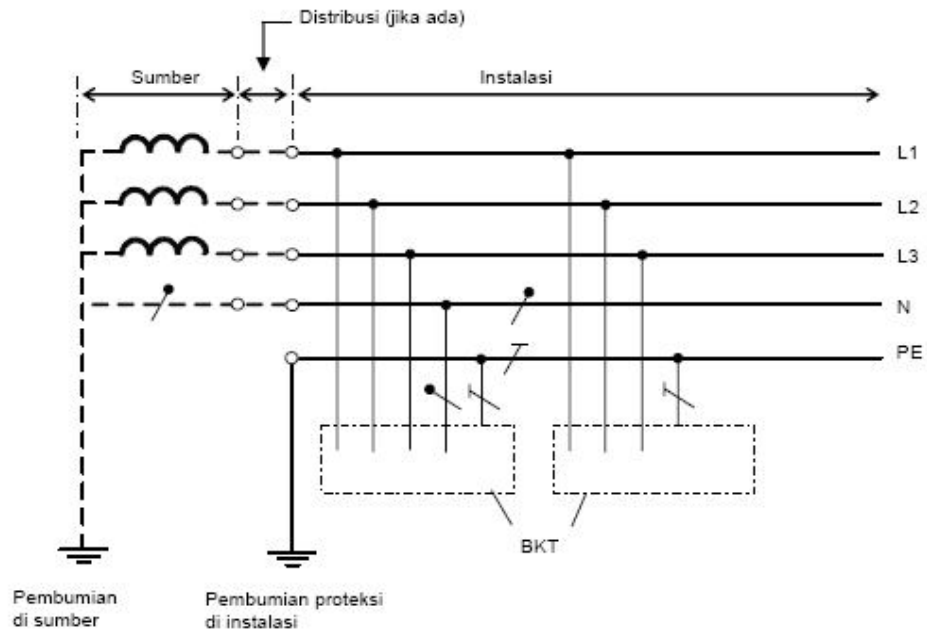 Distribusi (jika ada)
Sumber
Instalasi
L1
L2
L3
N
PE
BKT
Pembumian
di sumber
Pembumian proteksi
di instalasi